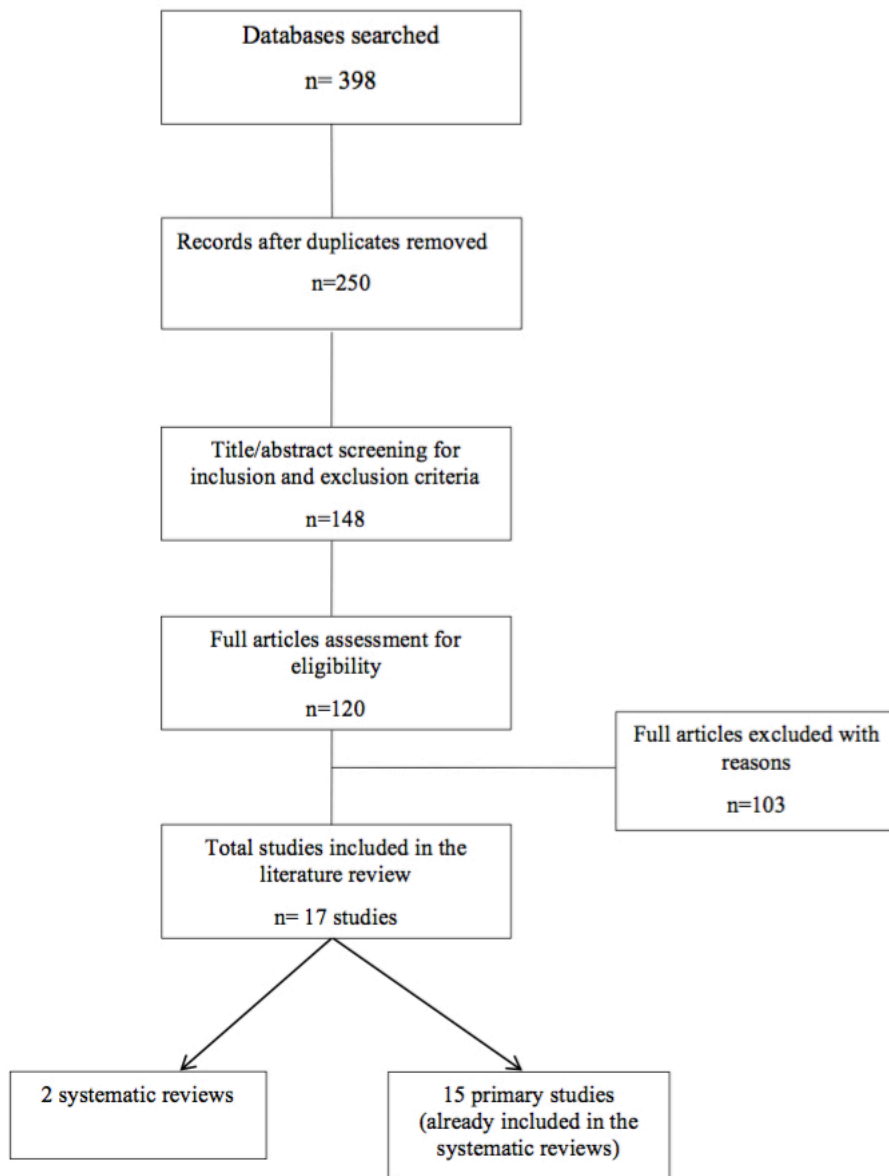 Databases searched
n= 398
Records after duplicates removed
n=250
Title/abstract screening for
inclusion and exclusion criteria
n=148
Full articles assessment for
eligibility
n=120
Full articles excluded with
reasons
n=103
Total studies included in the
literature review
n= 17 studies
2 systematic reviews
15 primary studies
(already included in the
systematic reviews)